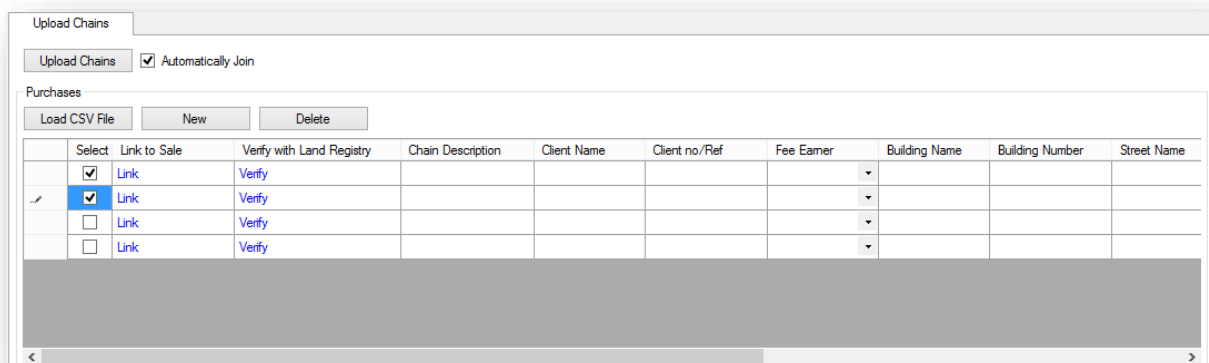 Upload Chains
Upload Chains Automatically Join
Purchases
Load CSV File New Delete
Select Link to Sale Verify with Land Registry Chain Description Client Name Client no/Ref Fee Earner Building Name Building Number Street Name
Link Verify
Link Verify
Link Verify
Link Verify